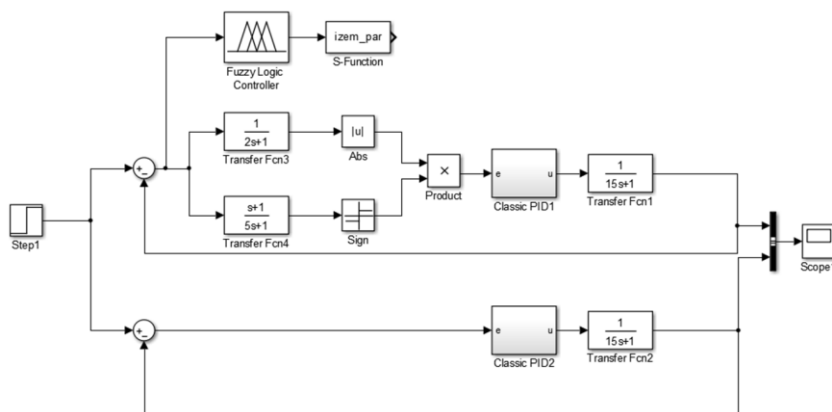 izem_par
S-Function
Fuzzy Logic
Controller
1
2s+1
Transfer Fcn3
|u|
Abs
×
Product
e
u
Classic PID1
1
15s+1
Transfer Fcn1
+
-
s+1
5s+1
Transfer Fcn4
Sign
Step1
Scope1
+
-
e
u
Classic PID2
1
15s+1
Transfer Fcn2